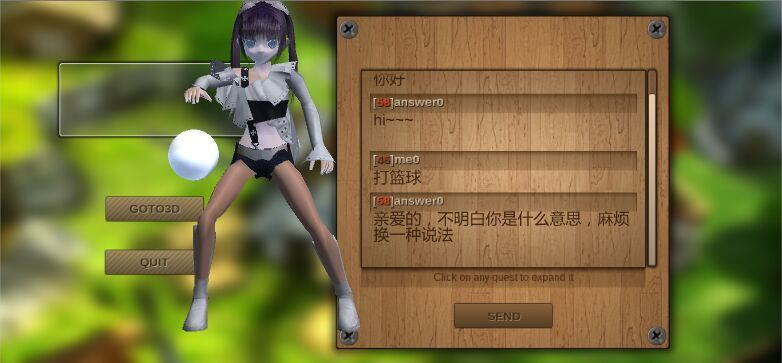 你好
[58]answer0
hi~~~
[46]me0
打篮球
[58]answer0
亲爱的，不明白你是什么意思，麻烦
换一种说法
Click on any quest to expand it
SEND
GOTO3D
QUIT